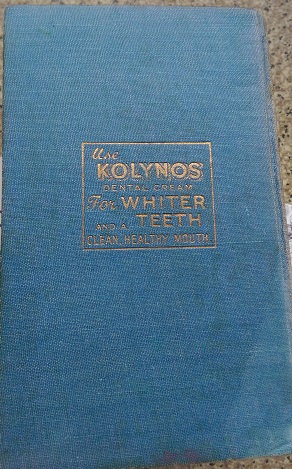 Use
KOLYNOS
DENTAL CREAM
For WHITER
AND A TEETH
CLEAN, HEALTHY MOUTH